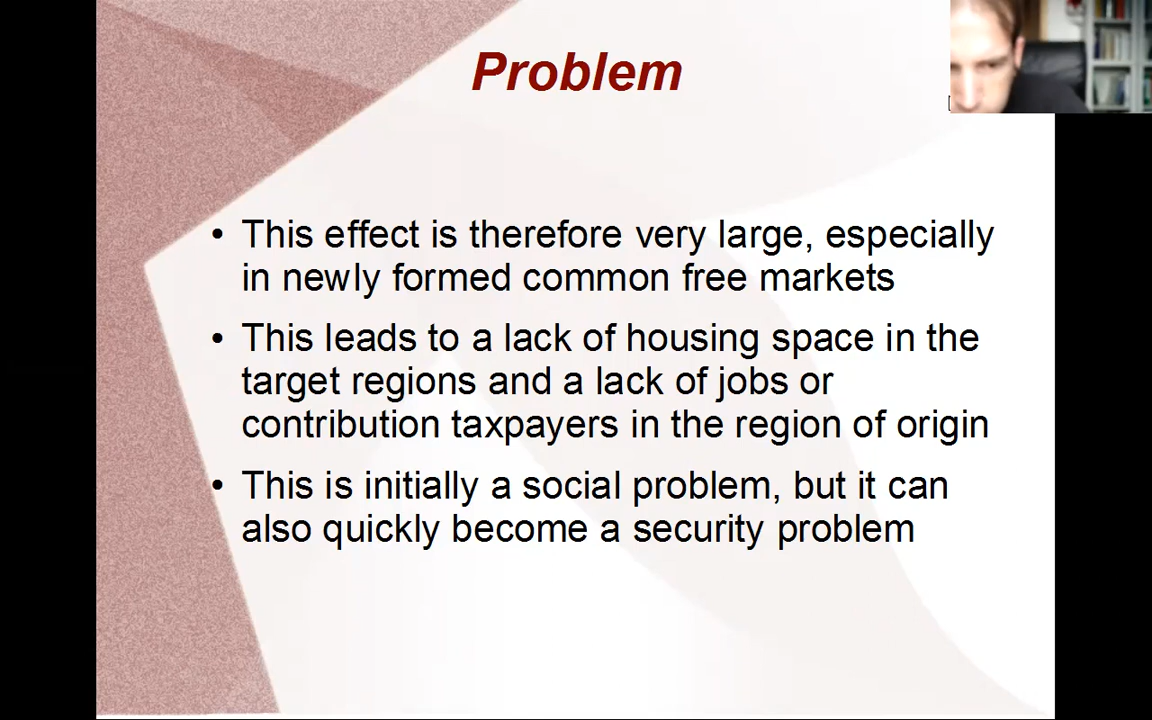 Problem
• This effect is therefore very large, especially
in newly formed common free markets
• This leads to a lack of housing space in the
target regions and a lack of jobs or
contribution taxpayers in the region of origin
• This is initially a social problem, but it can
also quickly become a security problem